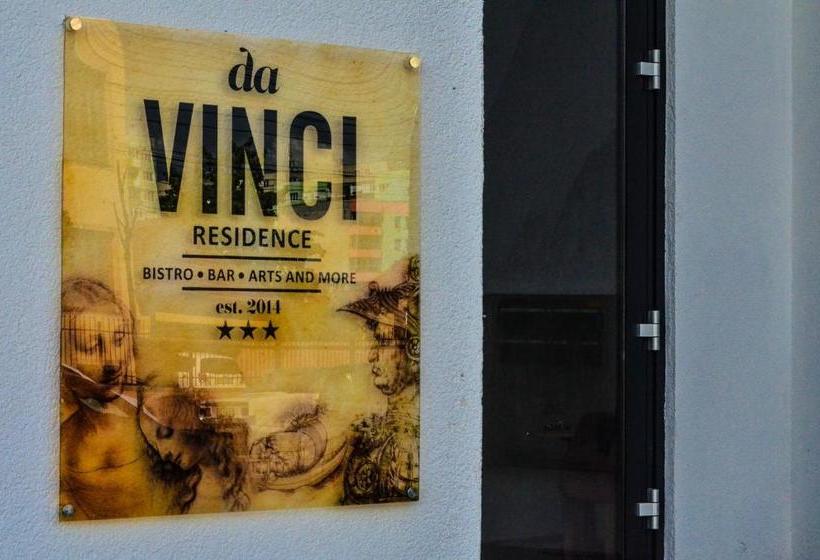 da
VINCI
RESIDENCE
BISTRO • BAR • ARTS AND MORE
est. 2014
★★★